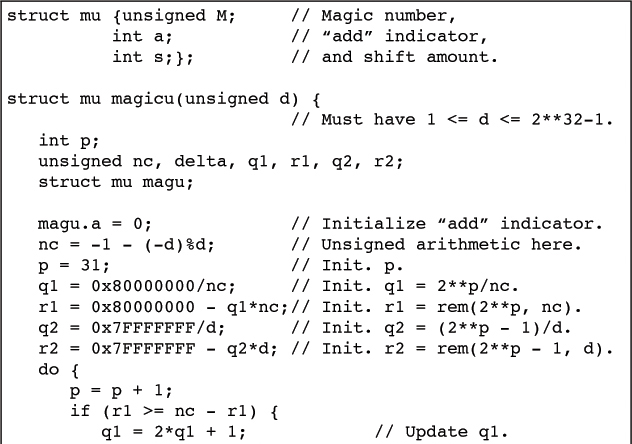 struct mu {unsigned M;      // Magic number,
          int a;            // “add” indicator,
          int s;};          // and shift amount.
struct mu magicu(unsigned d) {
                            // Must have 1 <= d <= 2**32-1.
   int p;
   unsigned nc, delta, q1, r1, q2, r2;
   struct mu magu;
   magu.a = 0;              // Initialize “add” indicator.
   nc = -1 - (-d)%d;        // Unsigned arithmetic here.
   p = 31;                  // Init. p.
   q1 = 0x80000000/nc;      // Init. q1 = 2**p/nc.
   r1 = 0x80000000 - q1*nc;// Init. r1 = rem(2**p, nc).
   q2 = 0x7FFFFFFF/d;       // Init. q2 = (2**p - 1)/d.
   r2 = 0x7FFFFFFF - q2*d;  // Init. r2 = rem(2**p - 1, d).
   do {
      p = p + 1;
      if (r1 >= nc - r1) {
         q1 = 2*q1 + 1;            // Update q1.